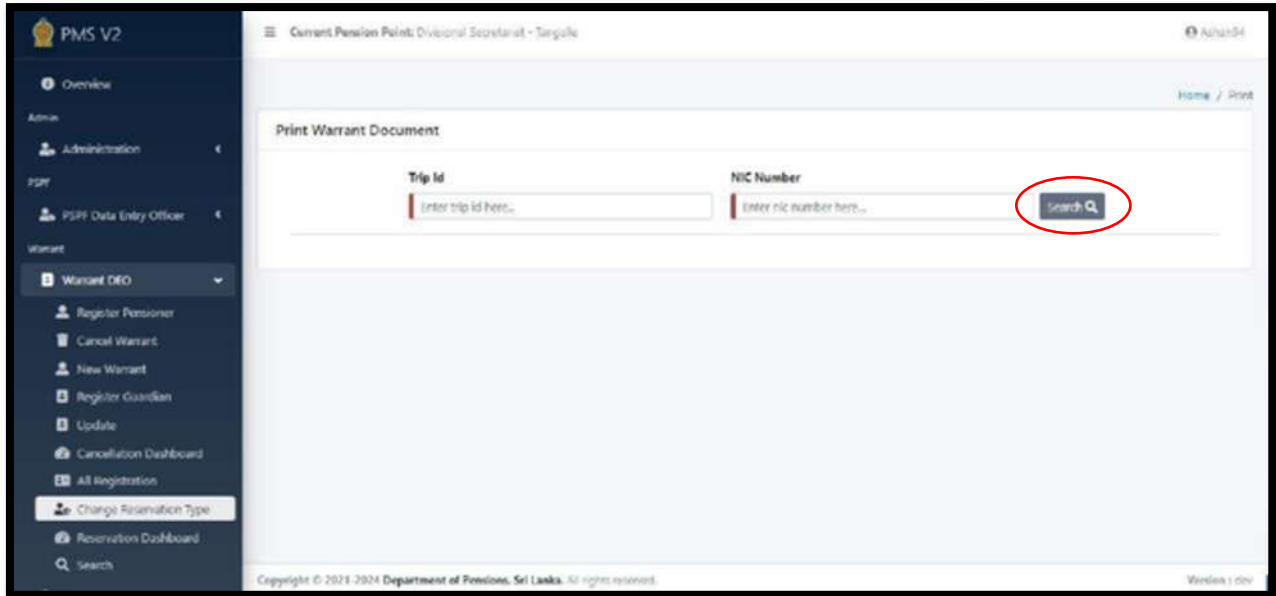 PMS V2
Current Pension Point: Divisional Secretariat - Tangalle
Overview
Home / Print
Admin
Print Warrant Document
Administration
Trip Id
NIC Number
PSPF
Enter trip id here...
Enter nic number here...
Search
PSPF Data Entry Officer
Warrant
Warrant DEO
Register Pensioner
Cancel Warrant
New Warrant
Register Guardian
Update
Cancellation Dashboard
All Registration
Change Reservation Type
Reservation Dashboard
Search
Copyright © 2021-2024 Department of Pensions, Sri Lanka. All rights reserved.
Version : dev